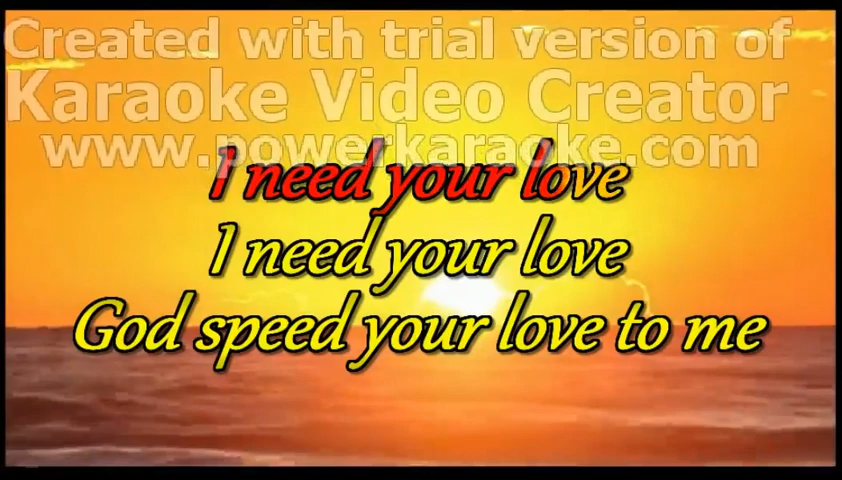 Created with trial version of
Karaoke Video Creator
www.powerkaraoke.com
I need your love
I need your love
God speed your love to me